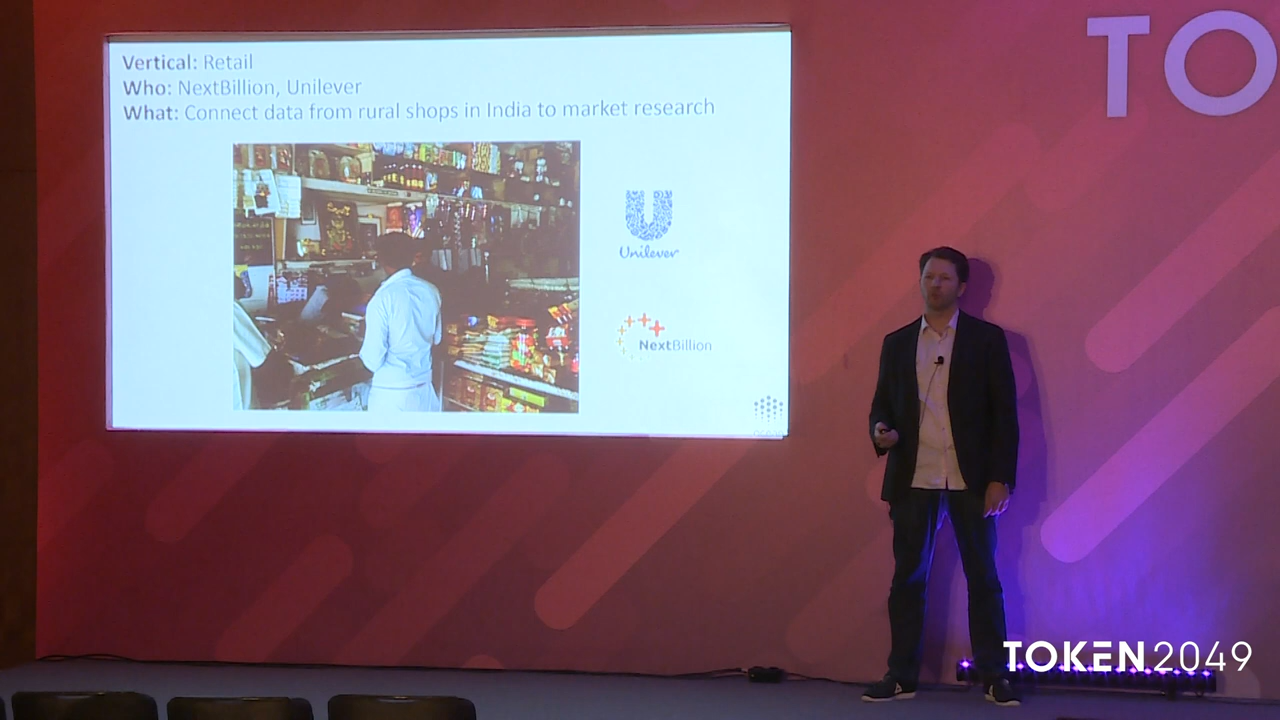 Vertical: Retail
Who: NextBillion, Unilever
What: Connect data from rural shops in India to market research
Unilever
NextBillion
TO
TOKEN2049